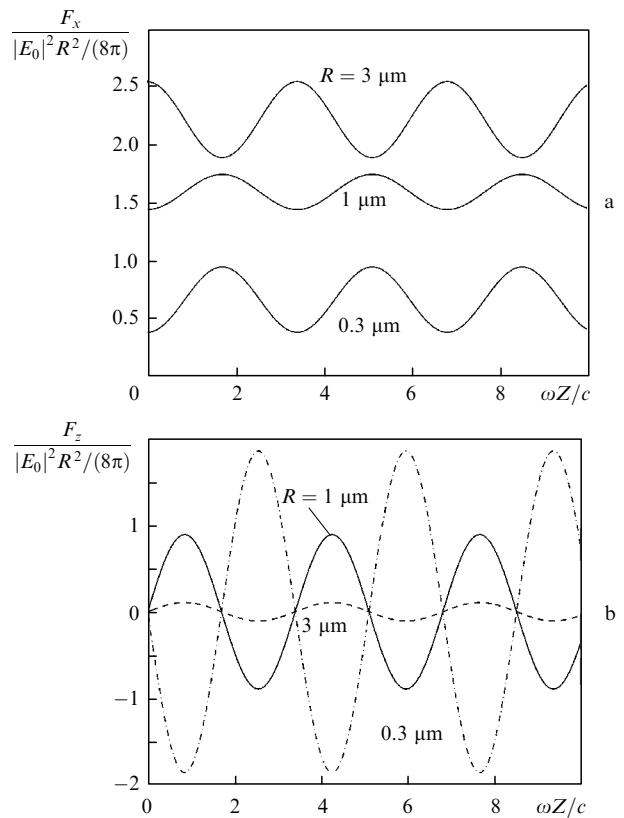 F_x
|E_0|^2 R^2/(8π)
R = 3 μm
2.5
2.0
1.5
1 μm
a
1.0
0.5
0.3 μm
0 2 4 6 8 ωZ/c
F_z
|E_0|^2 R^2/(8π)
R = 1 μm
1
0
3 μm
b
−1
0.3 μm
−2
0 2 4 6 8 ωZ/c